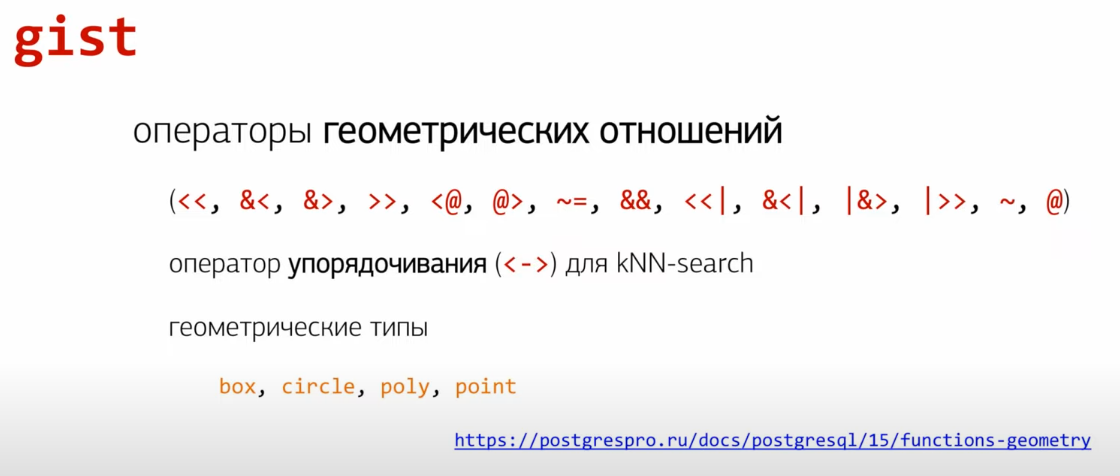 gist
операторы геометрических отношений
(<<, &<, &>, >>, <@, @>, ~=, &&, <<|, &<|, |&>, |>>, ~, @)
оператор упорядочивания (<->) для kNN-search
геометрические типы
box, circle, poly, point
https://postgrespro.ru/docs/postgresql/15/functions-geometry